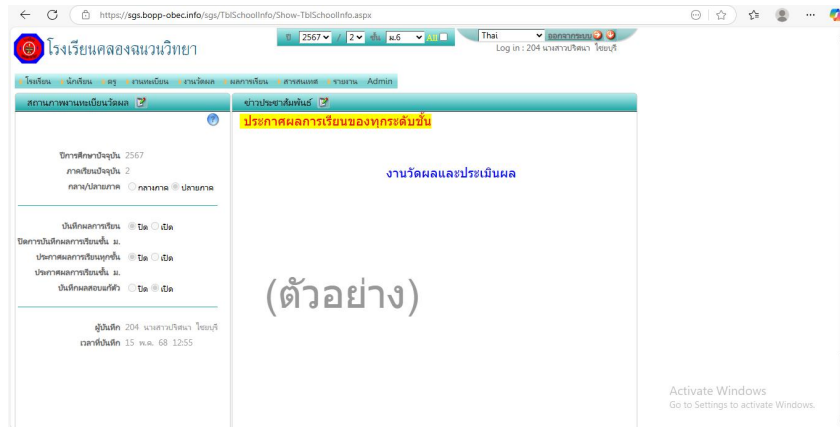 https://sgs.bopp-obec.info/sgs/TblSchoolInfo/Show-TblSchoolInfo.aspx
โรงเรียนคลองฉนวนวิทยา
ปี 2567 / 2 ชั้น ม.6 All
Thai ออกจากระบบ
Log in : 204 นางสาวปริศนา ไชยบุรี
โรงเรียน นักเรียน ครู งานทะเบียน งานวัดผล ผลการเรียน สารสนเทศ รายงาน Admin
สถานภาพงานทะเบียนวัดผล
ปีการศึกษาปัจจุบัน 2567
ภาคเรียนปัจจุบัน 2
กลาง/ปลายภาค กลางภาค ปลายภาค
บันทึกผลการเรียน ปิด เปิด
ปิดการบันทึกผลการเรียนชั้น ม.
ประกาศผลการเรียนทุกชั้น ปิด เปิด
ประกาศผลการเรียนชั้น ม.
บันทึกผลสอบแก้ตัว ปิด เปิด
ผู้บันทึก 204 นางสาวปริศนา ไชยบุรี
เวลาที่บันทึก 15 พ.ค. 68 12:55
ข่าวประชาสัมพันธ์
ประกาศผลการเรียนของทุกระดับชั้น
งานวัดผลและประเมินผล
(ตัวอย่าง)
Activate Windows
Go to Settings to activate Windows.